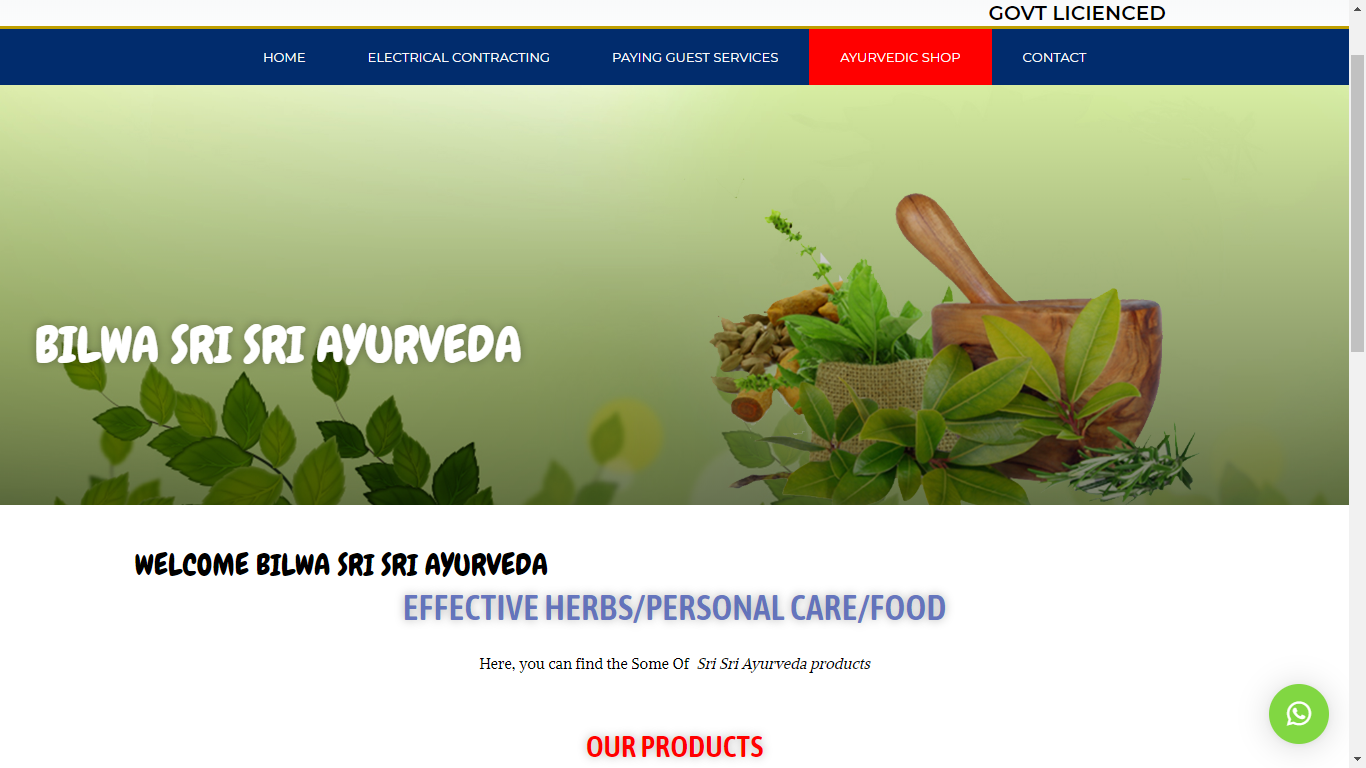 GOVT LICIENCED
HOME ELECTRICAL CONTRACTING PAYING GUEST SERVICES AYURVEDIC SHOP CONTACT
BILWA SRI SRI AYURVEDA
WELCOME BILWA SRI SRI AYURVEDA
EFFECTIVE HERBS/PERSONAL CARE/FOOD
Here, you can find the Some Of Sri Sri Ayurveda products
OUR PRODUCTS